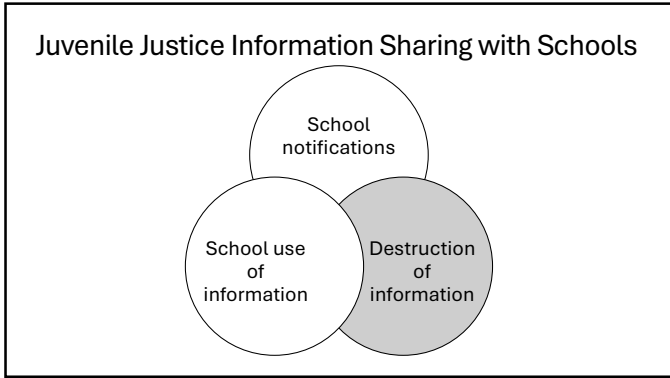 Juvenile Justice Information Sharing with Schools
School
notifications
School use
of
information
Destruction
of
information